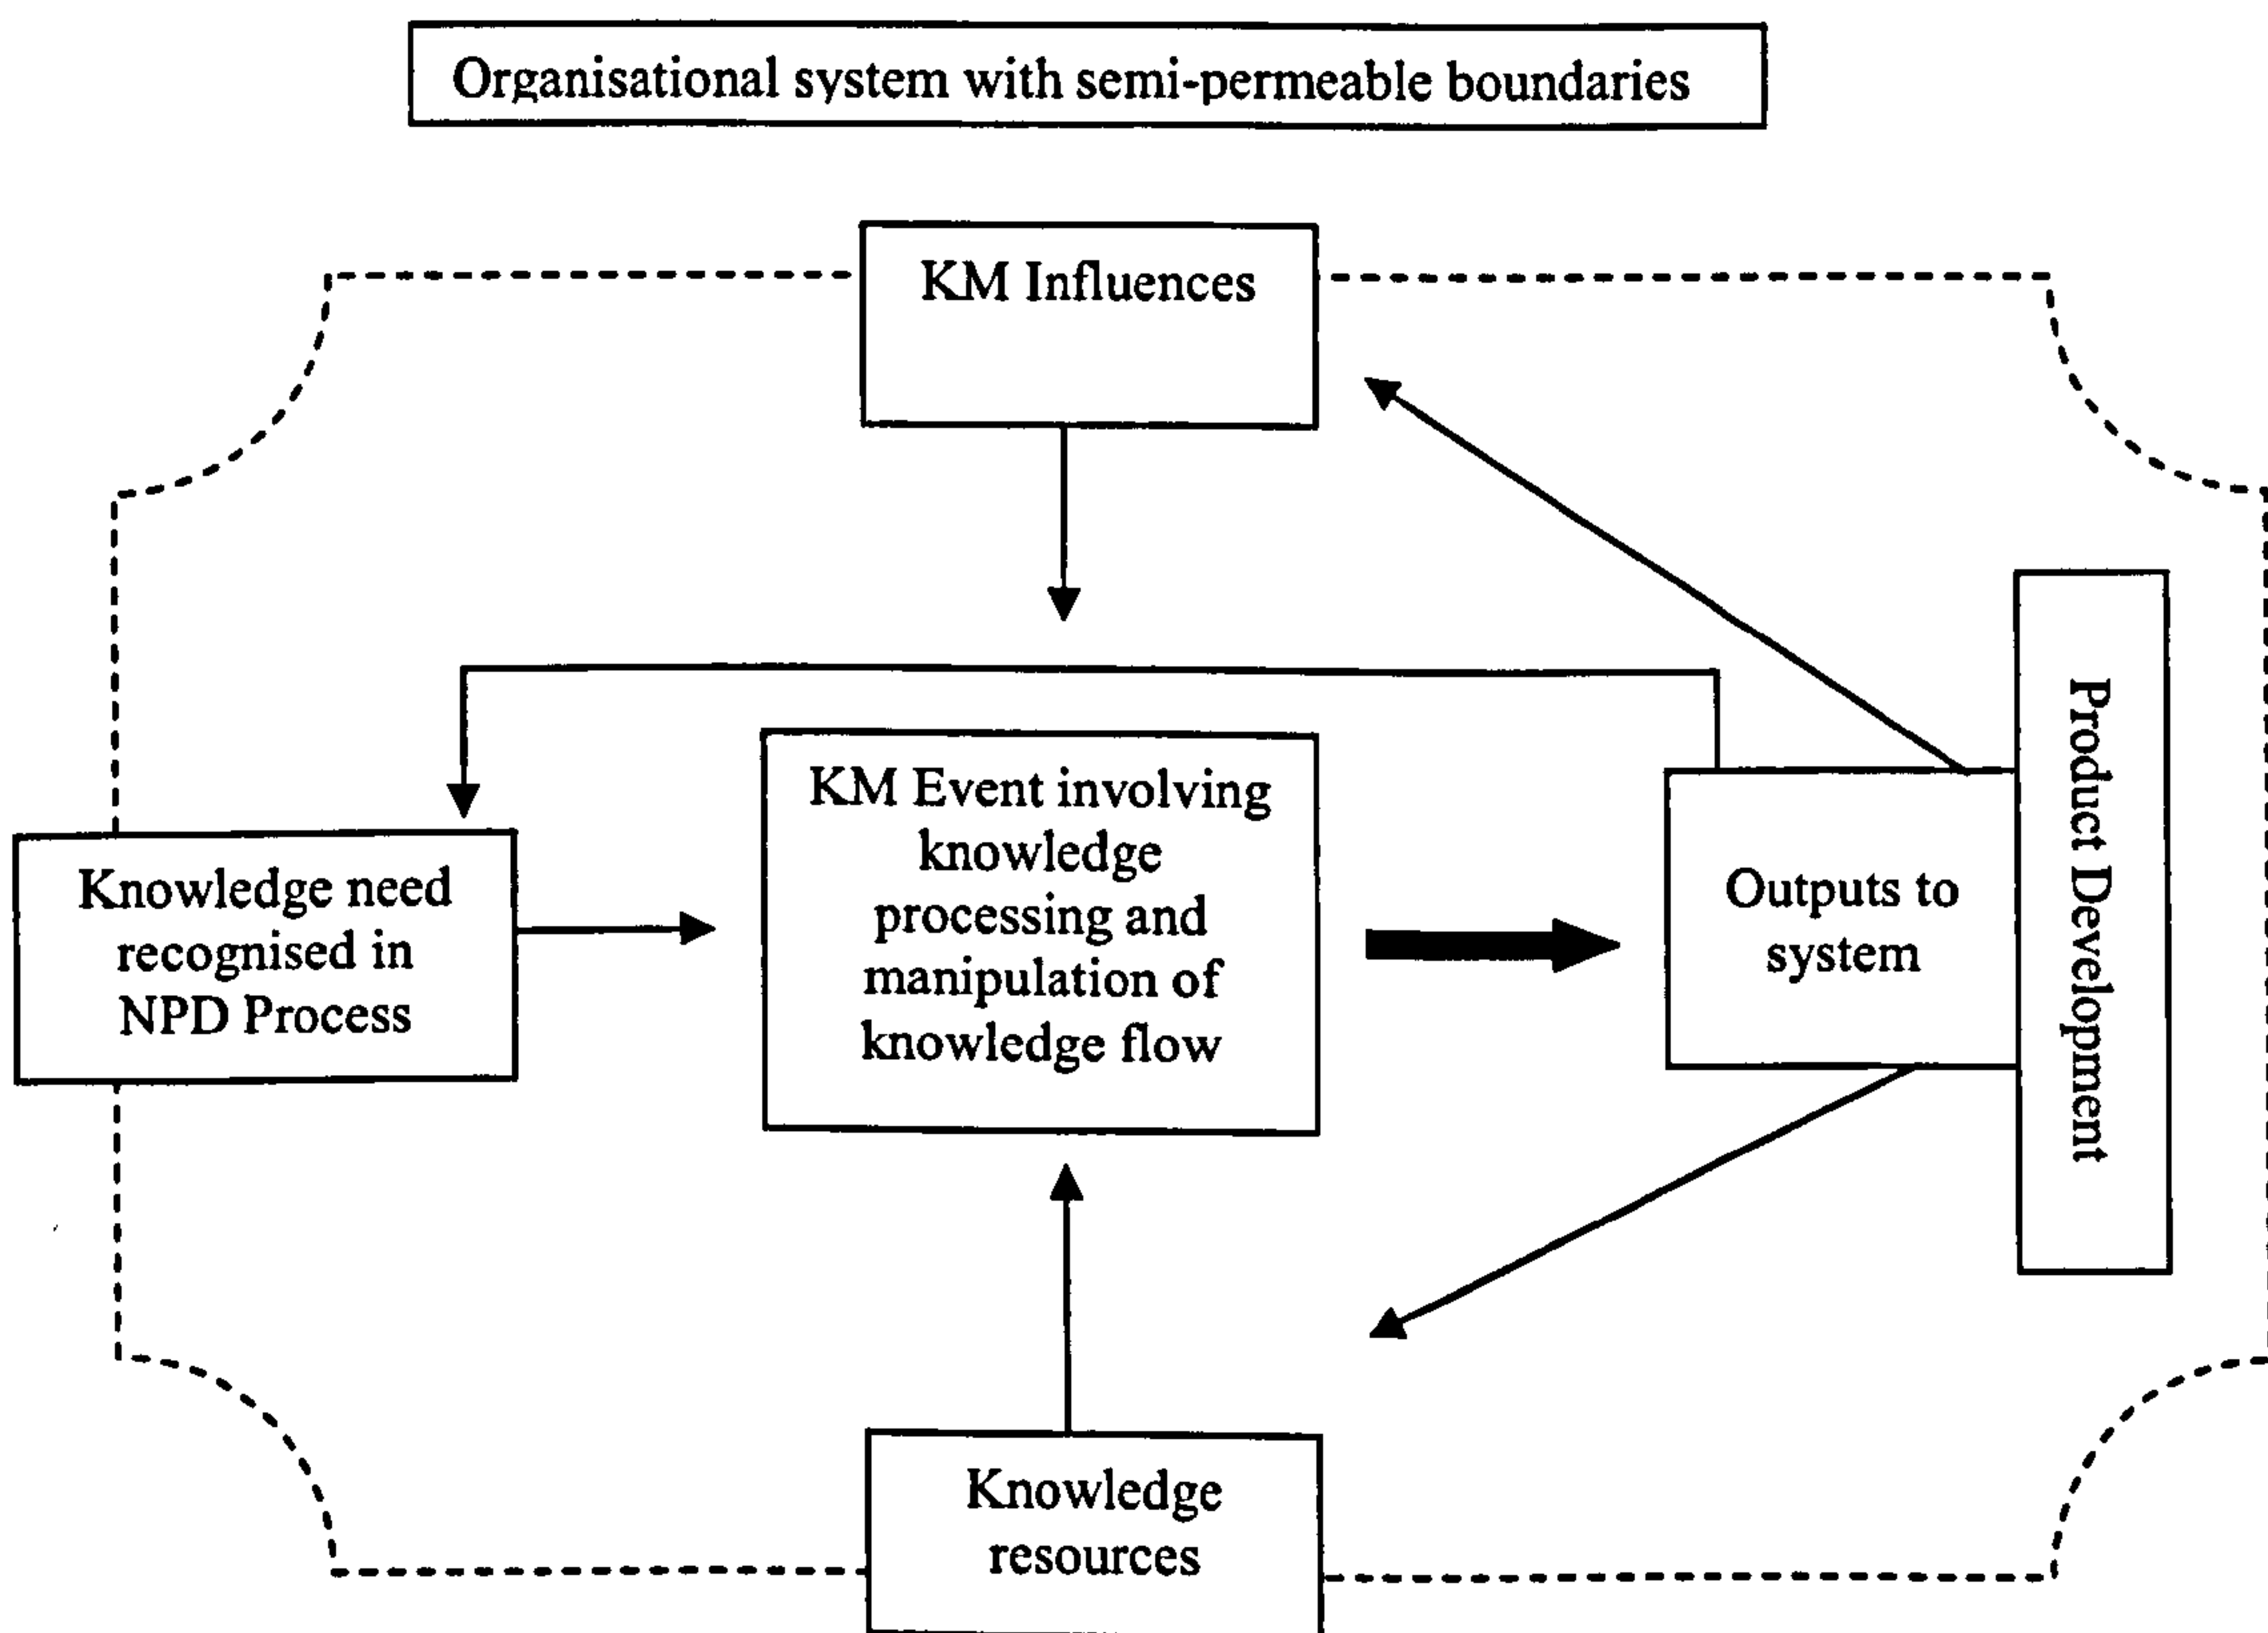 Organisational system with semi-permeable boundaries
KM Influences
Knowledge need
recognised in
NPD Process
KM Event involving
knowledge
processing and
manipulation of
knowledge flow
Outputs to
system
Product Development
Knowledge
resources